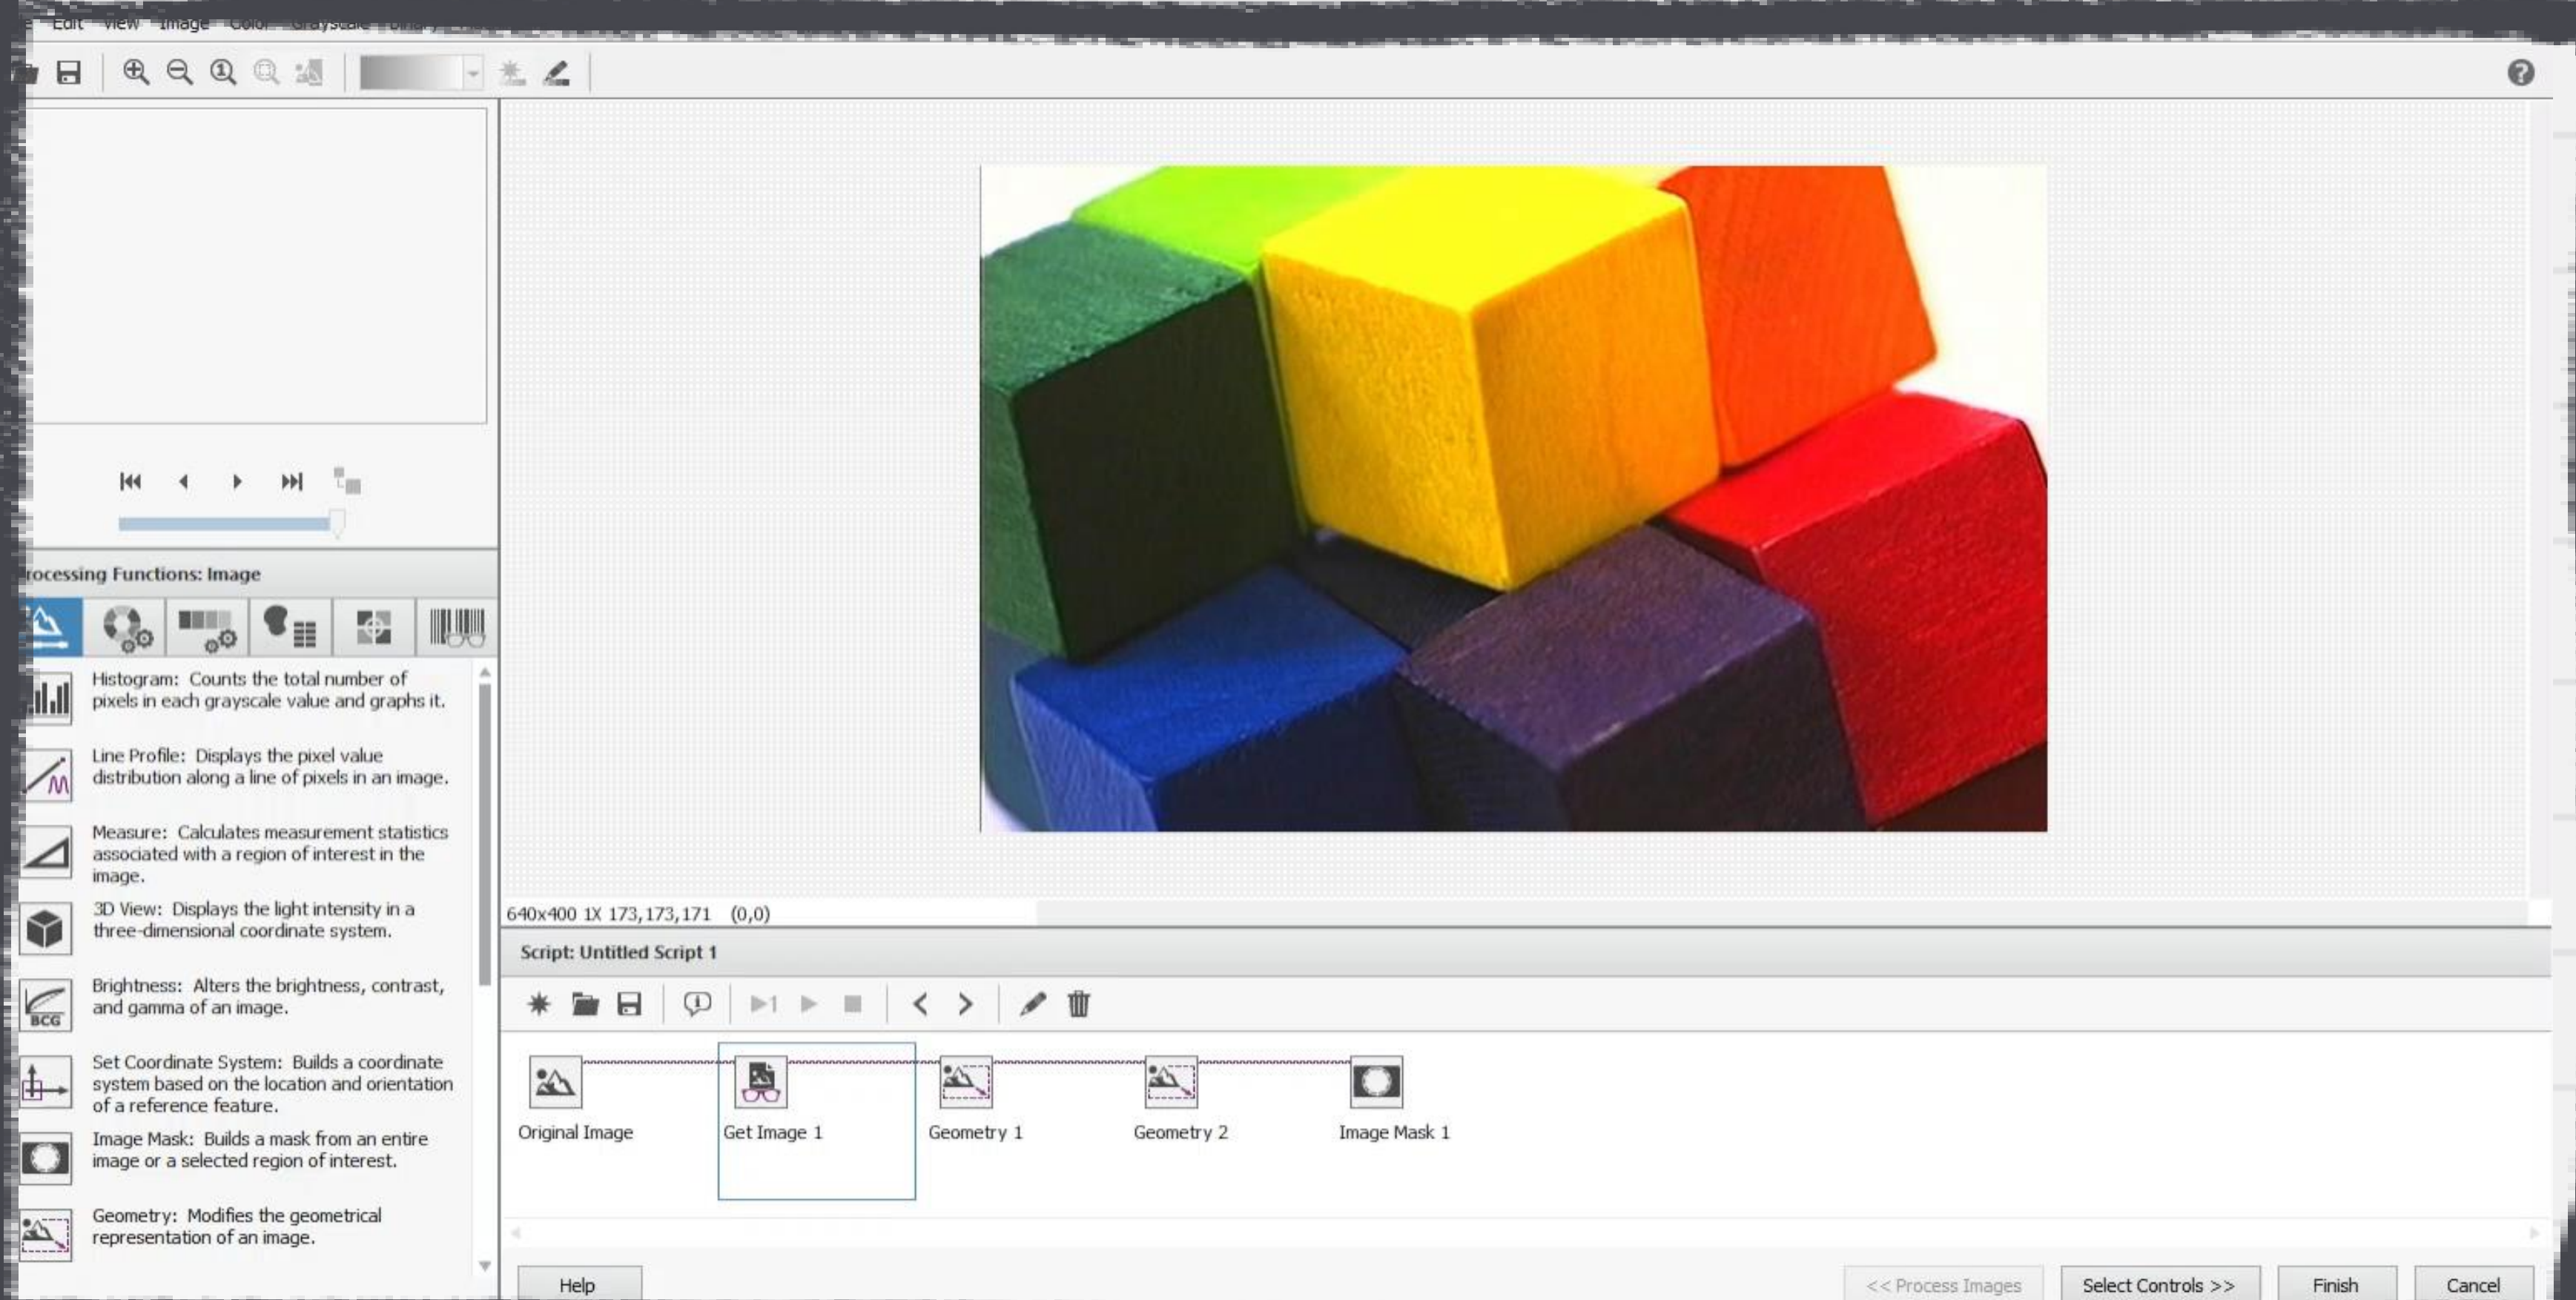 Edit View Image Color Grayscale
Processing Functions: Image
Histogram: Counts the total number of
pixels in each grayscale value and graphs it.
Line Profile: Displays the pixel value
distribution along a line of pixels in an image.
Measure: Calculates measurement statistics
associated with a region of interest in the
image.
3D View: Displays the light intensity in a
three-dimensional coordinate system.
BCG
Brightness: Alters the brightness, contrast,
and gamma of an image.
Set Coordinate System: Builds a coordinate
system based on the location and orientation
of a reference feature.
Image Mask: Builds a mask from an entire
image or a selected region of interest.
Geometry: Modifies the geometrical
representation of an image.
640x400 1X 173,173,171 (0,0)
Script: Untitled Script 1
1
Original Image
Get Image 1
Geometry 1
Geometry 2
Image Mask 1
Help
<< Process Images
Select Controls >>
Finish
Cancel